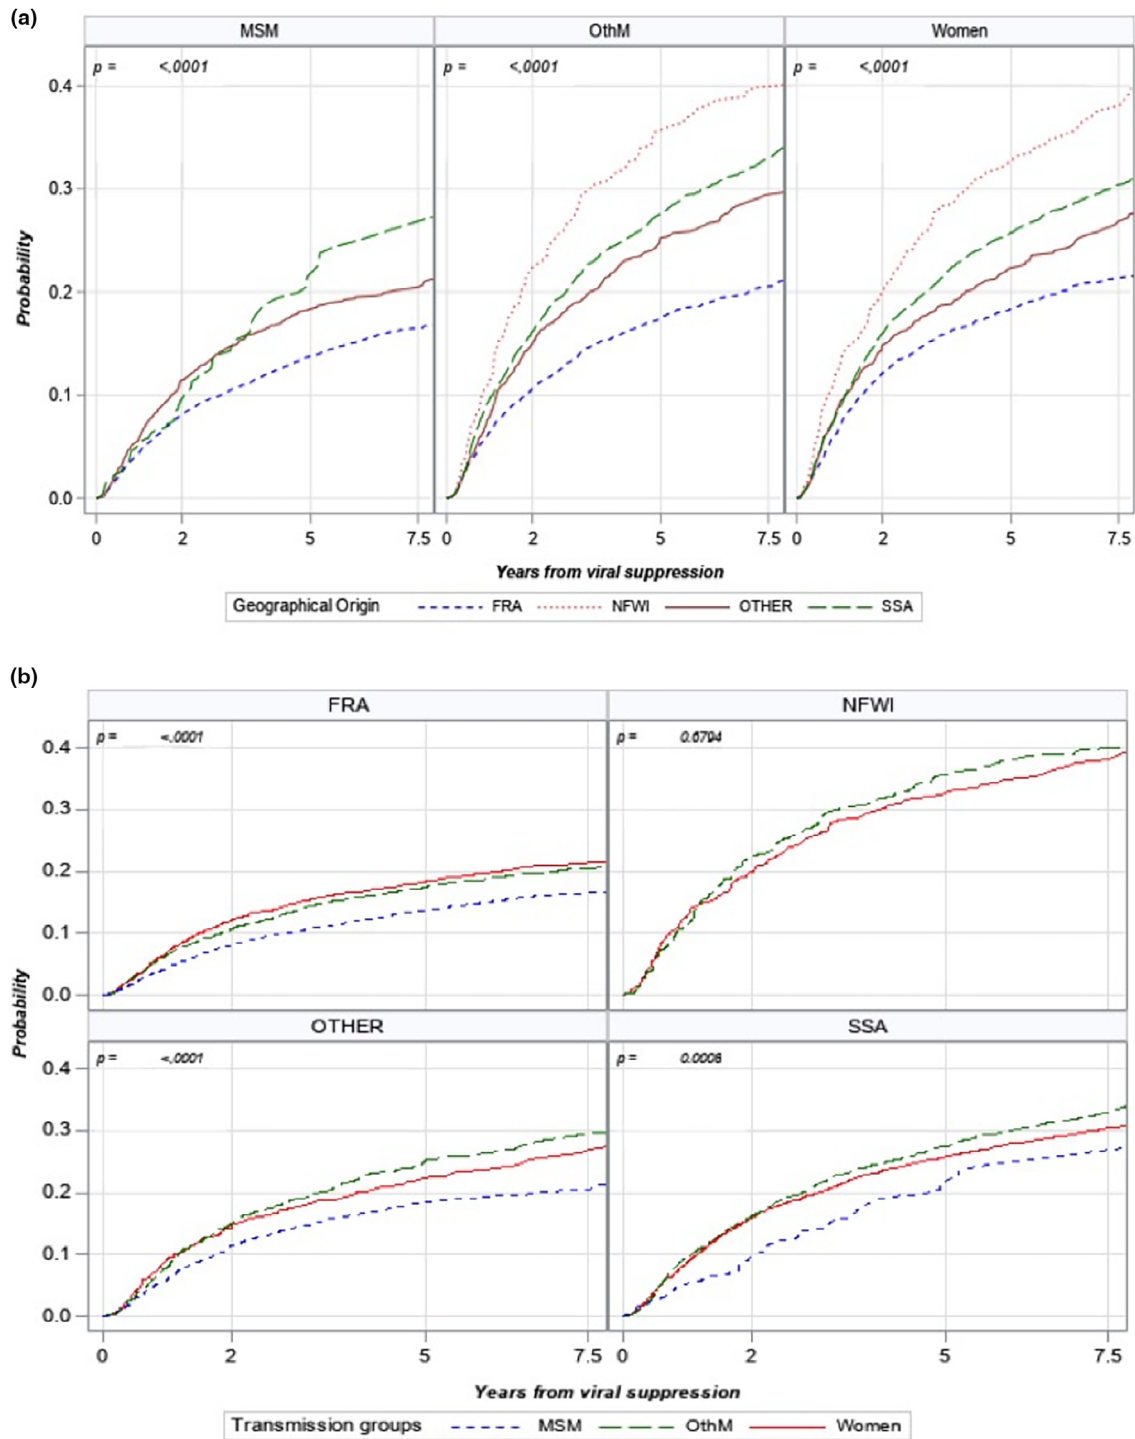 (a)
MSM OthM Women
p = <.0001 p = <.0001 p = <.0001
0.4
0.3
0.2
0.1
0.0
Probability
0 2 5 7.5 0 2 5 7.5 0 2 5 7.5
Years from viral suppression
Geographical Origin FRA NFWI OTHER SSA
(b)
FRA NFWI
p = <.0001 p = 0.6794
0.4
0.3
0.2
0.1
0.0
Probability
OTHER SSA
p = <.0001 p = 0.0008
0.4
0.3
0.2
0.1
0.0
0 2 5 7.5 0 2 5 7.5
Years from viral suppression
Transmission groups MSM OthM Women